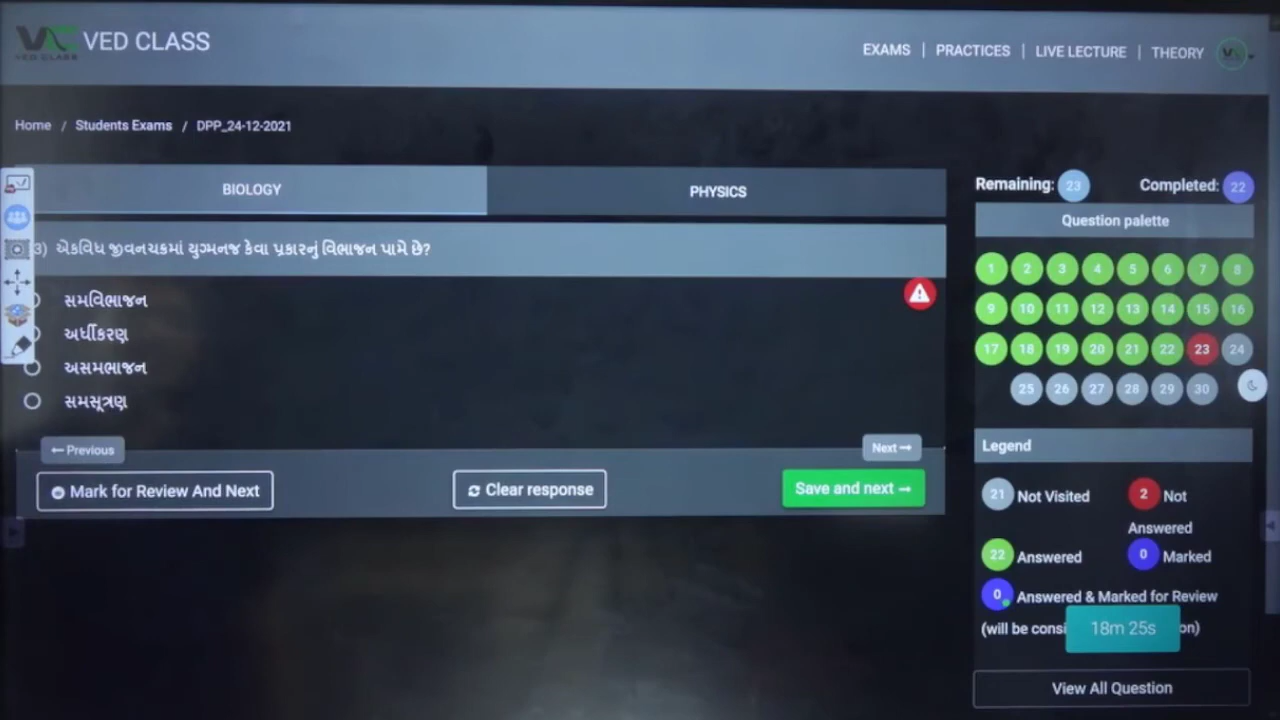 VED CLASS
VED CLASS
EXAMS | PRACTICES | LIVE LECTURE | THEORY
Home / Students Exams / DPP_24-12-2021
BIOLOGY
PHYSICS
3) એકવિધ જીવનચક્રમાં યુગ્મનજ કેવા પ્રકારનું વિભાજન પામે છે?
સમવિભાજન
અર્ધીકરણ
અસમભાજન
સમસૂત્રણ
← Previous
Next →
Mark for Review And Next
Clear response
Save and next →
Remaining: 23
Completed: 22
Question palette
1 2 3 4 5 6 7 8
9 10 11 12 13 14 15 16
17 18 19 20 21 22 23 24
25 26 27 28 29 30
Legend
21 Not Visited
2 Not Answered
22 Answered
0 Marked
0 Answered & Marked for Review
(will be consi
on)
18m 25s
View All Question